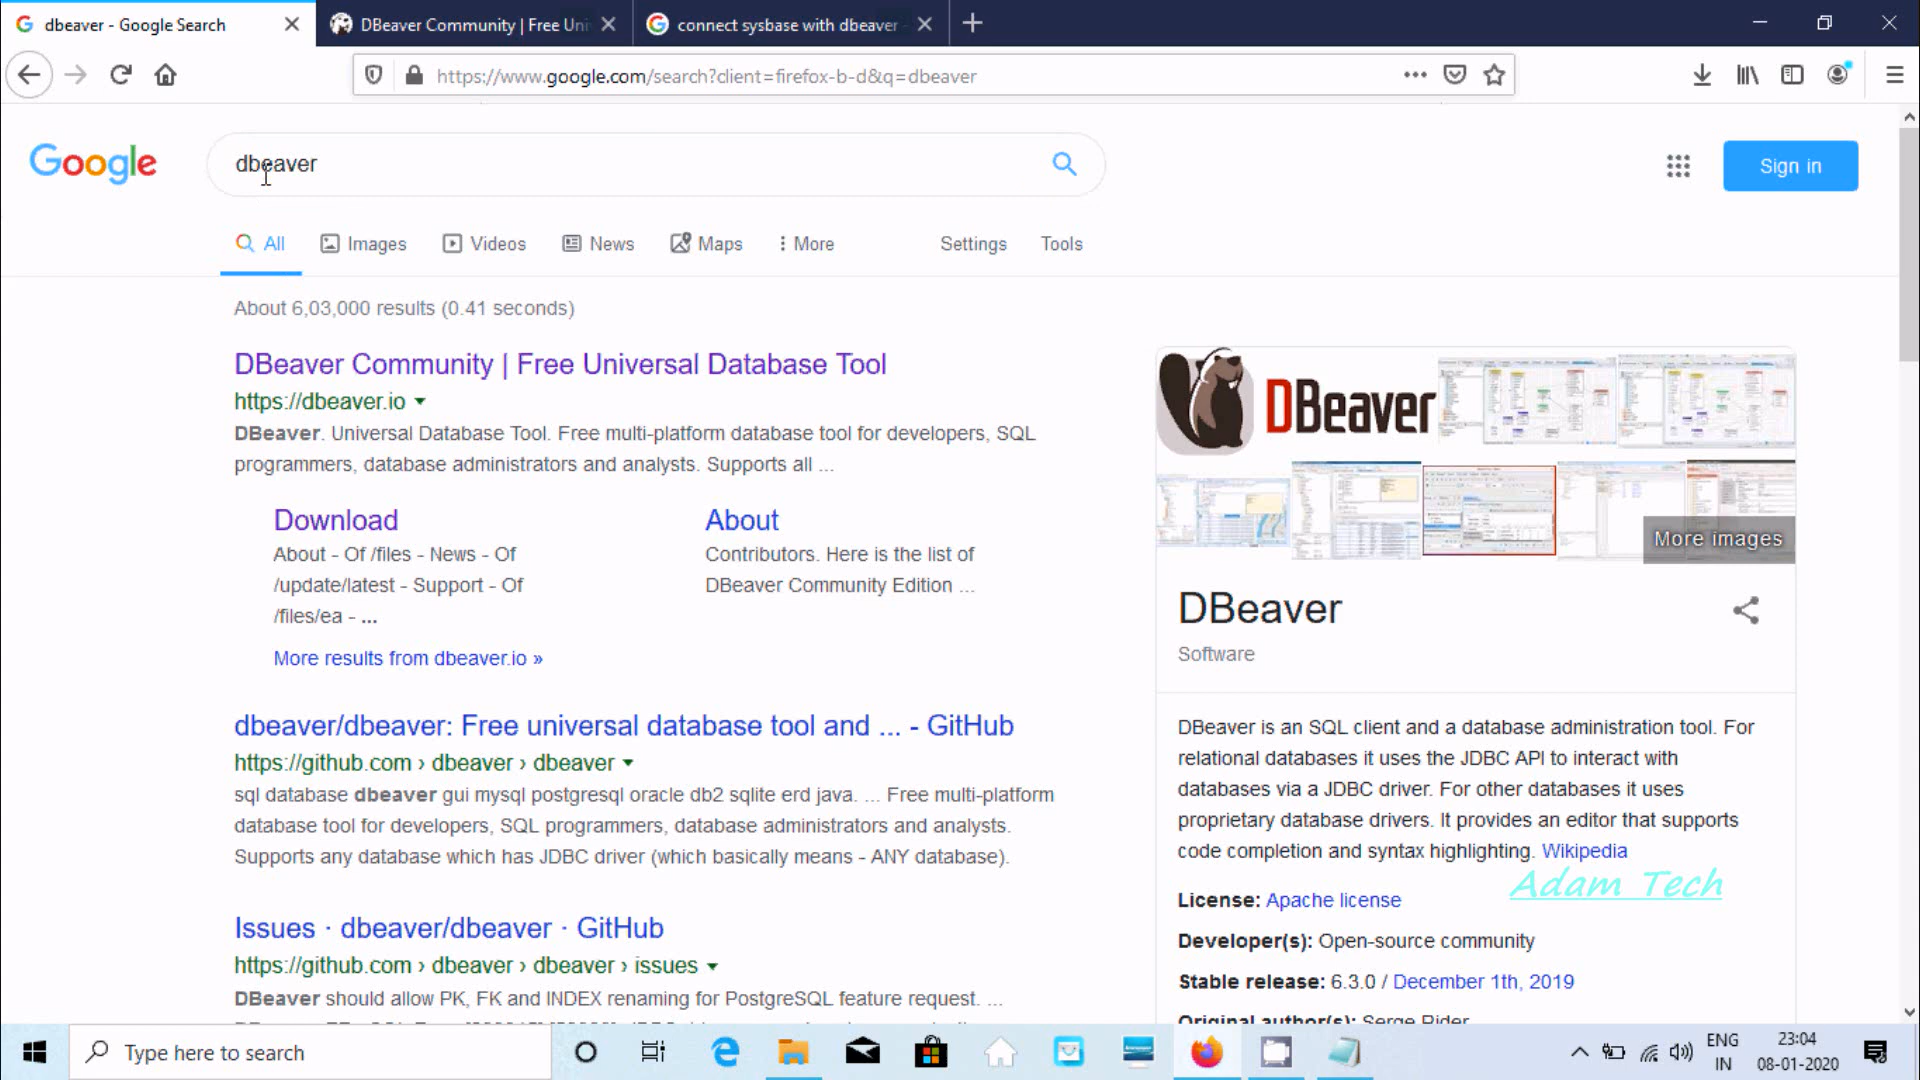 dbeaver - Google Search
DBeaver Community | Free Uni
connect sysbase with dbeaver -
https://www.google.com/search?client=firefox-b-d&q=dbeaver
Google
dbeaver
Sign in
All
Images
Videos
News
Maps
More
Settings
Tools
About 6,03,000 results (0.41 seconds)
DBeaver Community | Free Universal Database Tool
https://dbeaver.io
DBeaver. Universal Database Tool. Free multi-platform database tool for developers, SQL
programmers, database administrators and analysts. Supports all ...
Download
About - Of /files - News - Of
/update/latest - Support - Of
/files/ea - ...
About
Contributors. Here is the list of
DBeaver Community Edition ...
More results from dbeaver.io »
dbeaver/dbeaver: Free universal database tool and ... - GitHub
https://github.com › dbeaver › dbeaver
sql database dbeaver gui mysql postgresql oracle db2 sqlite erd java. ... Free multi-platform
database tool for developers, SQL programmers, database administrators and analysts.
Supports any database which has JDBC driver (which basically means - ANY database).
Issues · dbeaver/dbeaver · GitHub
https://github.com › dbeaver › dbeaver › issues
DBeaver should allow PK, FK and INDEX renaming for PostgreSQL feature request. ...
DBeaver
More images
DBeaver
Software
DBeaver is an SQL client and a database administration tool. For
relational databases it uses the JDBC API to interact with
databases via a JDBC driver. For other databases it uses
proprietary database drivers. It provides an editor that supports
code completion and syntax highlighting. Wikipedia
Adam Tech
License: Apache license
Developer(s): Open-source community
Stable release: 6.3.0 / December 1th, 2019
Original author(s): Serge Rider
Type here to search
ENG
IN
23:04
08-01-2020